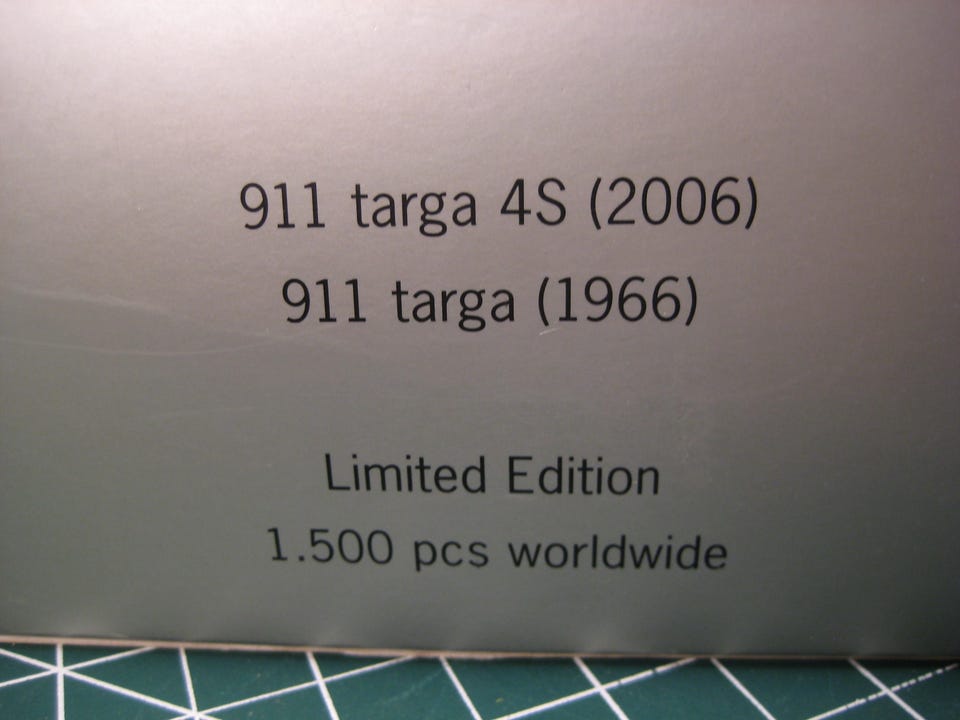 911 targa 4S (2006)
911 targa (1966)
Limited Edition
1.500 pcs worldwide